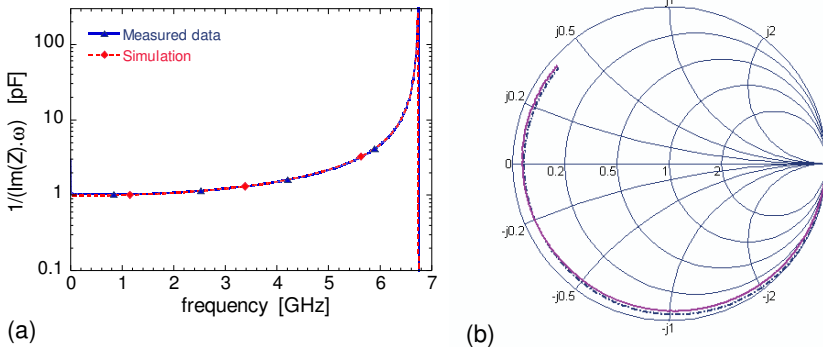 1/(Im(Z).ω) [pF]
100
10
1
0.1
Measured data
Simulation
0 1 2 3 4 5 6 7
frequency [GHz]
(a)
j1
j0.5 j2
j0.2
0 0.2 0.5 1 2
-j0.2
-j0.5 -j2
-j1
(b)